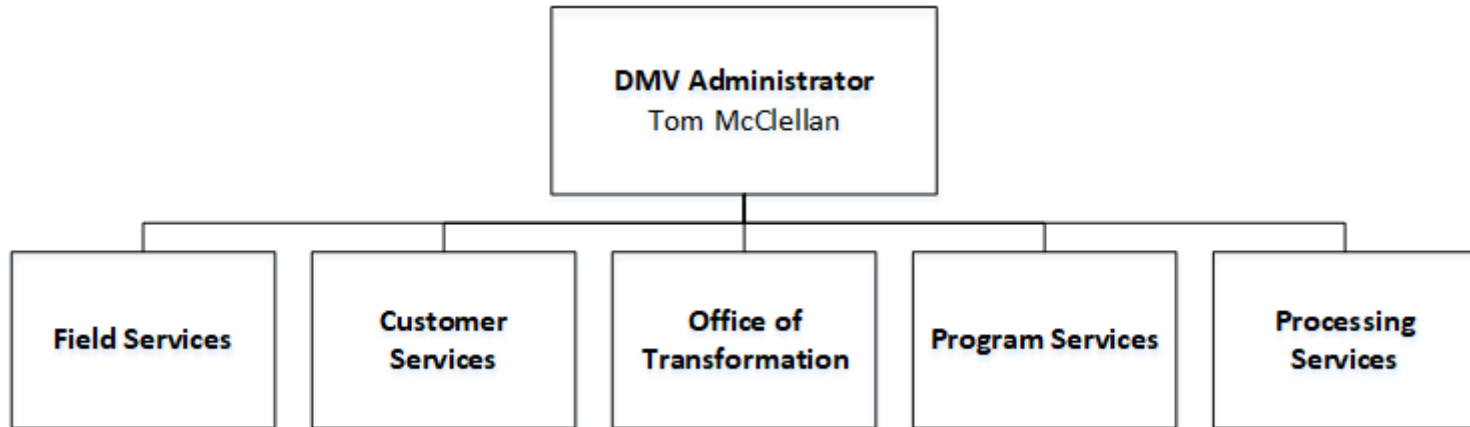 DMV Administrator
Tom McClellan
Field Services
Customer
Services
Office of
Transformation
Program Services
Processing
Services